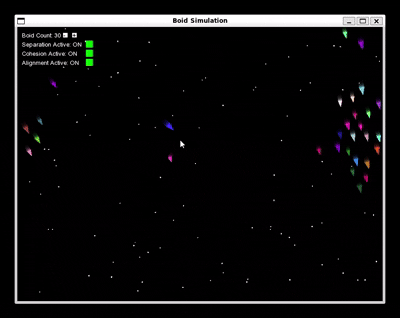 Boid Simulation
Boid Count: 30 - +
Separation Active: ON
Cohesion Active: ON
Alignment Active: ON